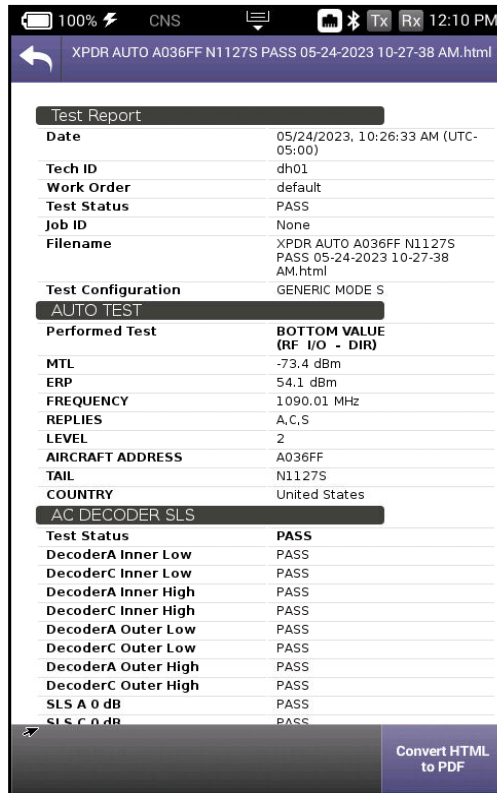 100% CNS Tx Rx 12:10 PM
XPDR AUTO A036FF N1127S PASS 05-24-2023 10-27-38 AM.html
Test Report
Date 05/24/2023, 10:26:33 AM (UTC-
05:00)
Tech ID dh01
Work Order default
Test Status PASS
Job ID None
Filename XPDR AUTO A036FF N1127S
PASS 05-24-2023 10-27-38
AM.html
Test Configuration GENERIC MODE S
AUTO TEST
Performed Test BOTTOM VALUE
(RF I/O - DIR)
MTL -73.4 dBm
ERP 54.1 dBm
FREQUENCY 1090.01 MHz
REPLIES A,C,S
LEVEL 2
AIRCRAFT ADDRESS A036FF
TAIL N1127S
COUNTRY United States
AC DECODER SLS
Test Status PASS
DecoderA Inner Low PASS
DecoderC Inner Low PASS
DecoderA Inner High PASS
DecoderC Inner High PASS
DecoderA Outer Low PASS
DecoderC Outer Low PASS
DecoderA Outer High PASS
DecoderC Outer High PASS
SLS A 0 dB PASS
SLS C 0 dB PASS
Convert HTML
to PDF